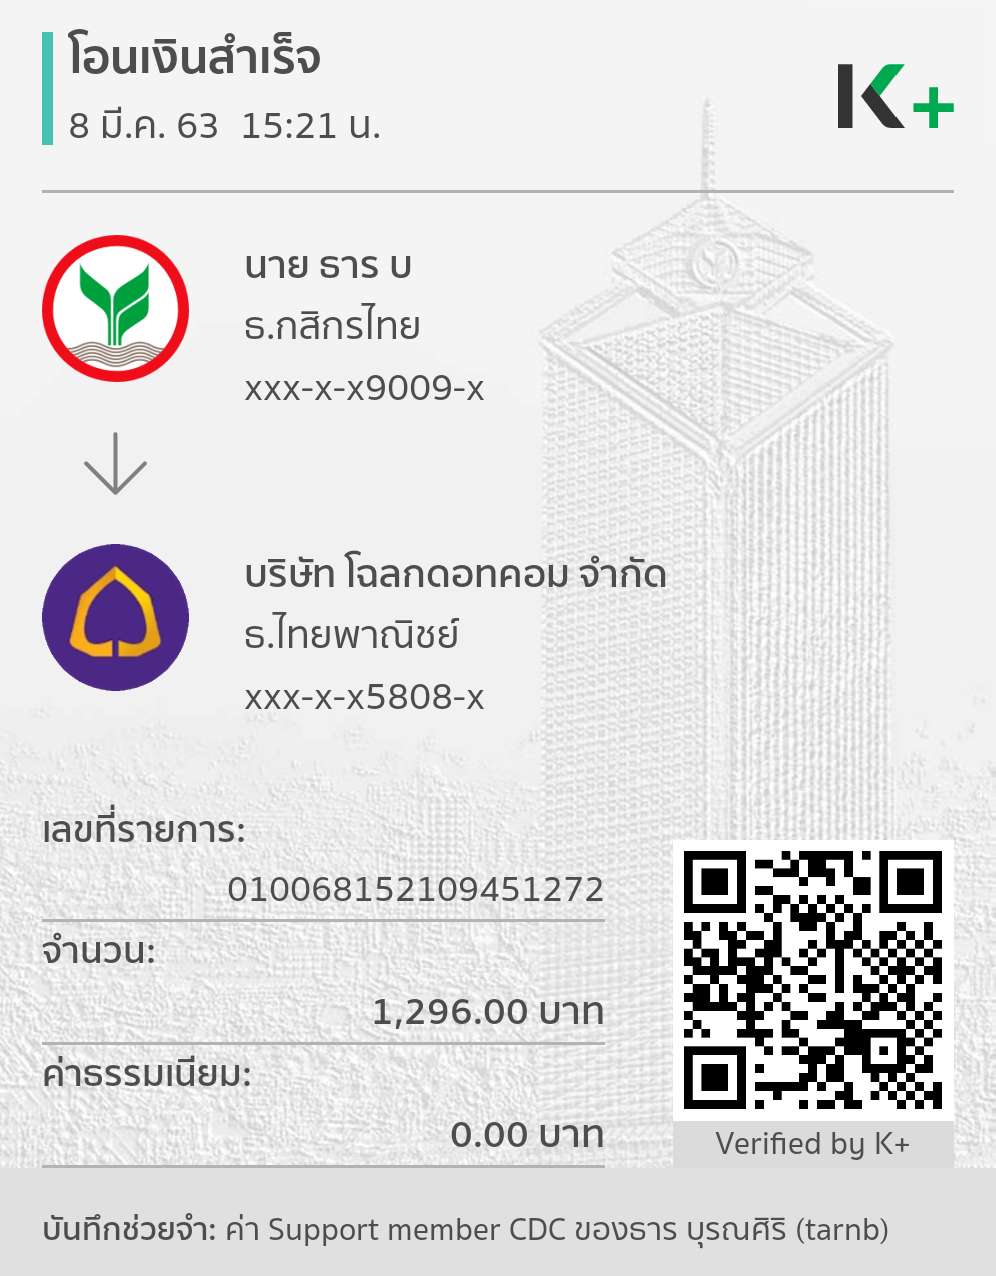 โอนเงินสำเร็จ
8 มี.ค. 63 15:21 น.
K+
นาย ธาร บ
ธ.กสิกรไทย
xxx-x-x9009-x
บริษัท โฉลกดอทคอม จำกัด
ธ.ไทยพาณิชย์
xxx-x-x5808-x
เลขที่รายการ:
010068152109451272
จำนวน:
1,296.00 บาท
ค่าธรรมเนียม:
0.00 บาท
Verified by K+
บันทึกช่วยจำ: ค่า Support member CDC ของธาร บุรณศิริ (tarnb)